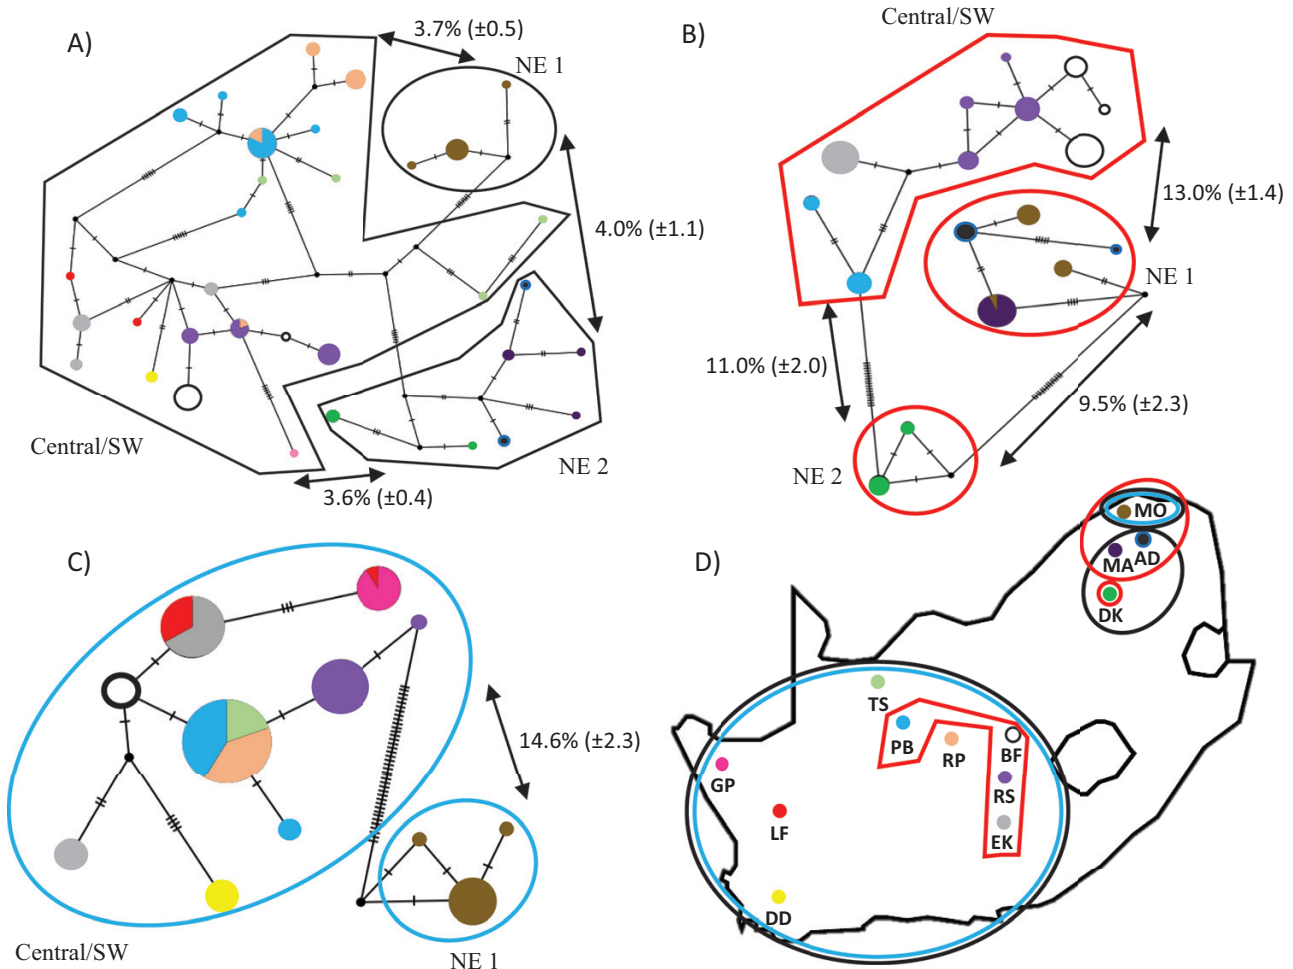 A)
3.7% (±0.5)
NE 1
4.0% (±1.1)
Central/SW
NE 2
3.6% (±0.4)
B)
Central/SW
13.0% (±1.4)
NE 1
11.0% (±2.0)
9.5% (±2.3)
NE 2
C)
14.6% (±2.3)
Central/SW
NE 1
D)
MO
MA
AD
DK
TS
PB
RP
BF
GP
RS
LF
EK
DD